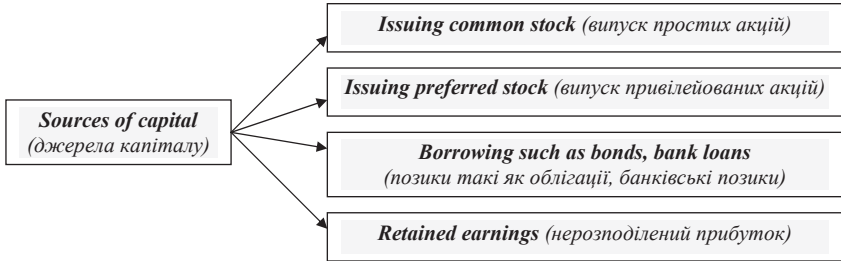 Issuing common stock (випуск простих акцій)
Issuing preferred stock (випуск привілейованих акцій)
Sources of capital
(джерела капіталу)
Borrowing such as bonds, bank loans
(позики такі як облігації, банківські позики)
Retained earnings (нерозподілений прибуток)